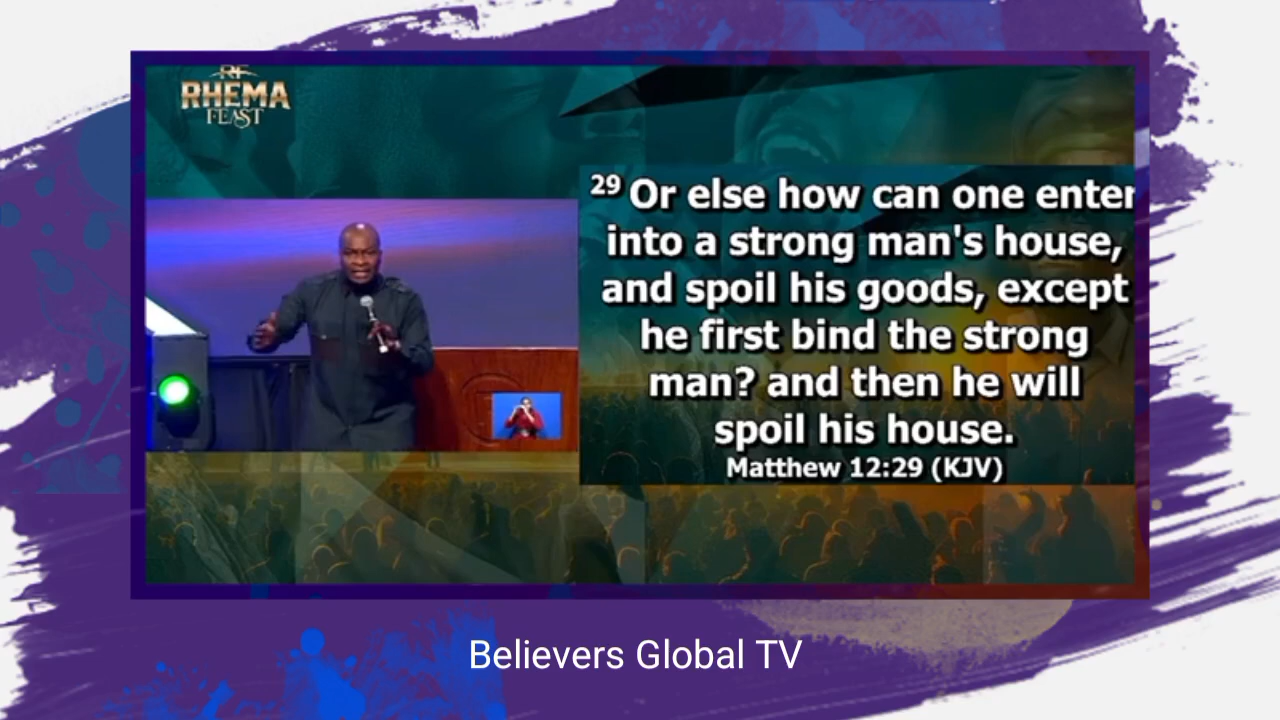 RF
RHEMA
FEAST
29 Or else how can one enter
into a strong man's house,
and spoil his goods, except
he first bind the strong
man? and then he will
spoil his house.
Matthew 12:29 (KJV)
Believers Global TV